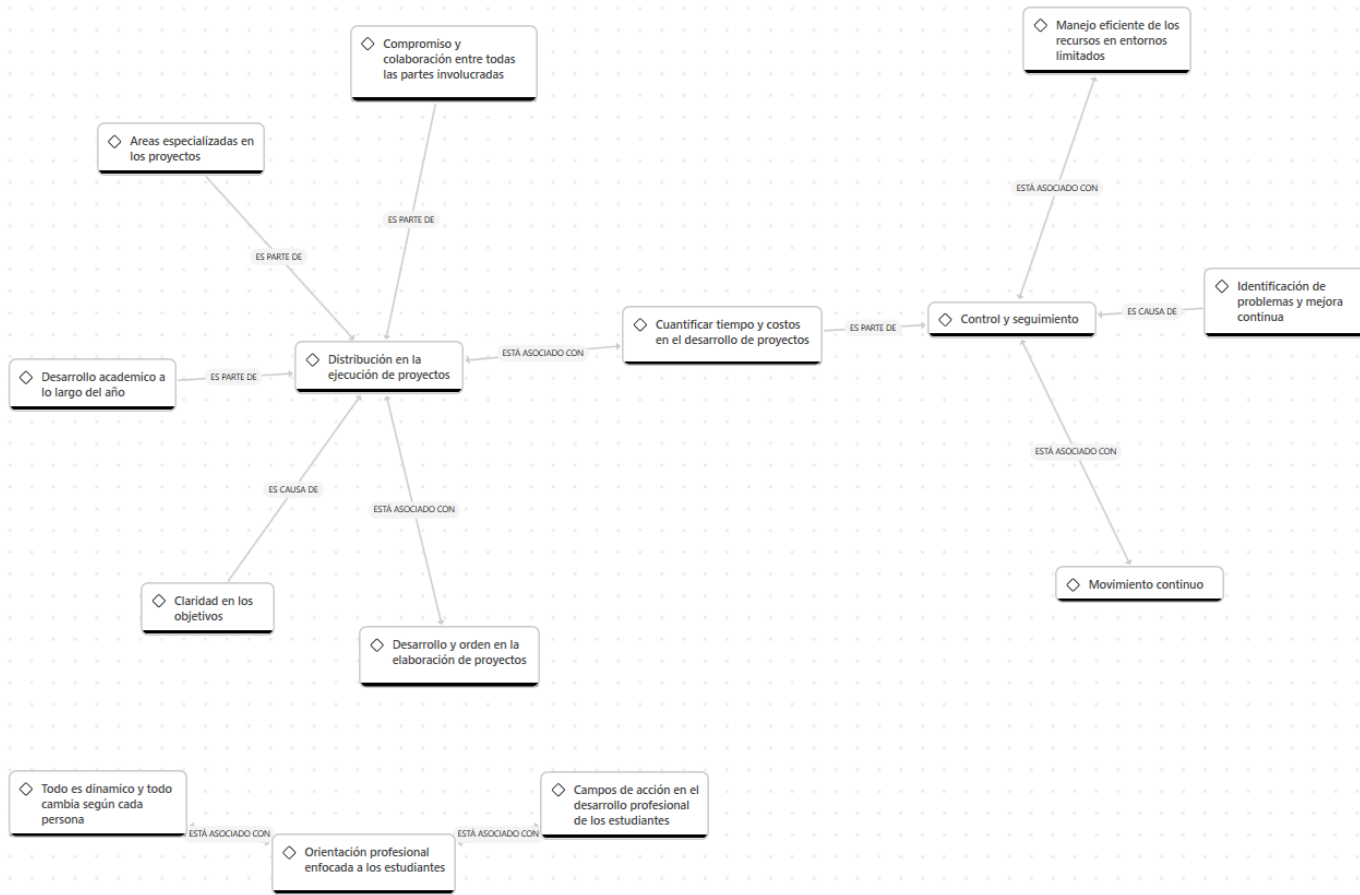 Manejo eficiente de los
recursos en entornos
limitados
Compromiso y
colaboración entre todas
las partes involucradas
Areas especializadas en
los proyectos
ESTÁ ASOCIADO CON
ES PARTE DE
ES PARTE DE
Identificación de
problemas y mejora
continua
Control y seguimiento
ES CAUSA DE
Cuantificar tiempo y costos
en el desarrollo de proyectos
ES PARTE DE
Distribución en la
ejecución de proyectos
ESTÁ ASOCIADO CON
Desarrollo academico a
lo largo del año
ES PARTE DE
ESTÁ ASOCIADO CON
ES CAUSA DE
ESTÁ ASOCIADO CON
Movimiento continuo
Claridad en los
objetivos
Desarrollo y orden en la
elaboración de proyectos
Todo es dinamico y todo
cambia según cada
persona
Campos de acción en el
desarrollo profesional
de los estudiantes
ESTÁ ASOCIADO CON
ESTÁ ASOCIADO CON
Orientación profesional
enfocada a los estudiantes